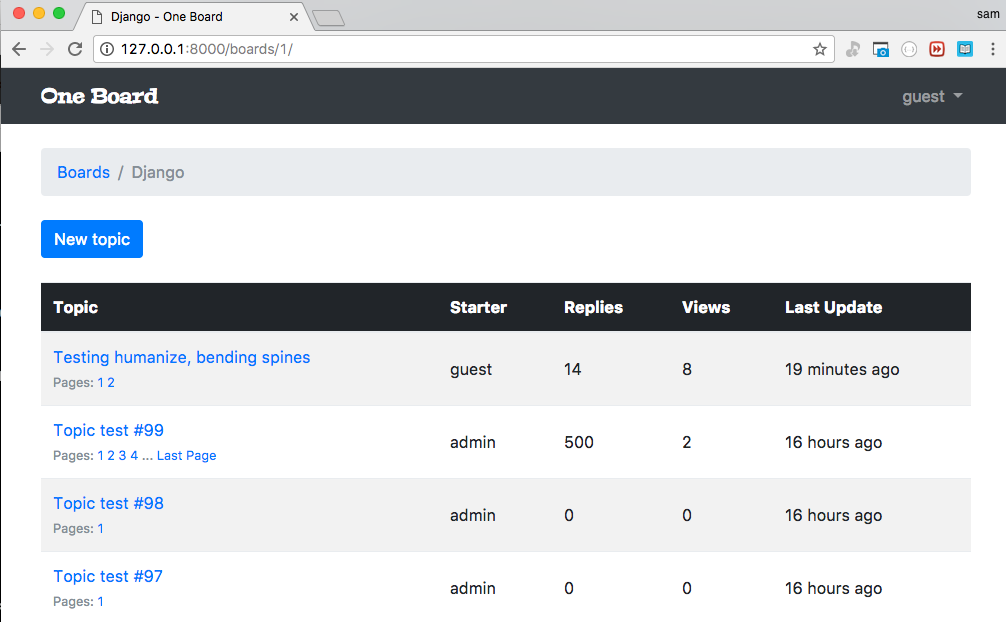 Django - One Board
sam
127.0.0.1:8000/boards/1/
One Board
guest
Boards / Django
New topic
Topic Starter Replies Views Last Update
Testing humanize, bending spines
Pages: 1 2
guest 14 8 19 minutes ago
Topic test #99
Pages: 1 2 3 4 ... Last Page
admin 500 2 16 hours ago
Topic test #98
Pages: 1
admin 0 0 16 hours ago
Topic test #97
Pages: 1
admin 0 0 16 hours ago